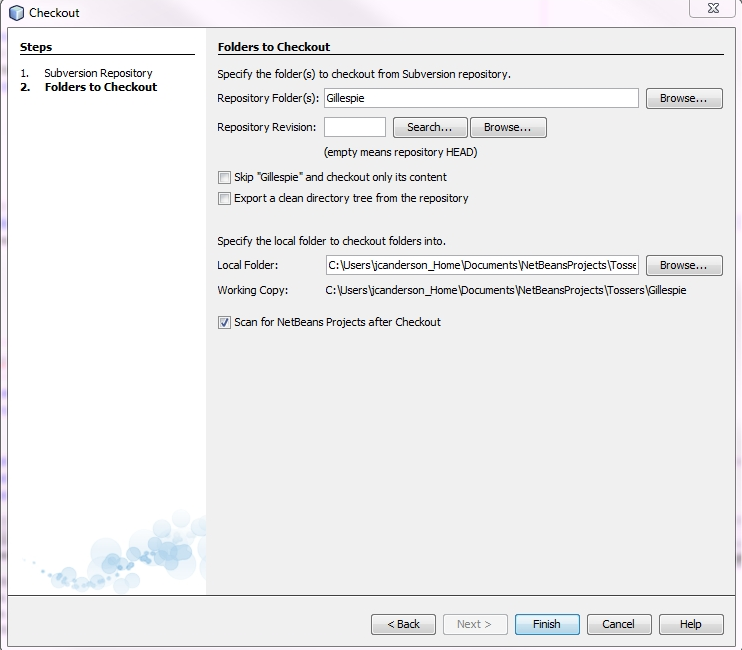 Checkout
Steps
1. Subversion Repository
2. Folders to Checkout
Folders to Checkout
Specify the folder(s) to checkout from Subversion repository.
Repository Folder(s): Gillespie Browse...
Repository Revision: Search... Browse...
(empty means repository HEAD)
Skip "Gillespie" and checkout only its content
Export a clean directory tree from the repository
Specify the local folder to checkout folders into.
Local Folder: C:\Users\jcanderson_Home\Documents\NetBeansProjects\Tosse Browse...
Working Copy: C:\Users\jcanderson_Home\Documents\NetBeansProjects\Tossers\Gillespie
Scan for NetBeans Projects after Checkout
< Back Next > Finish Cancel Help